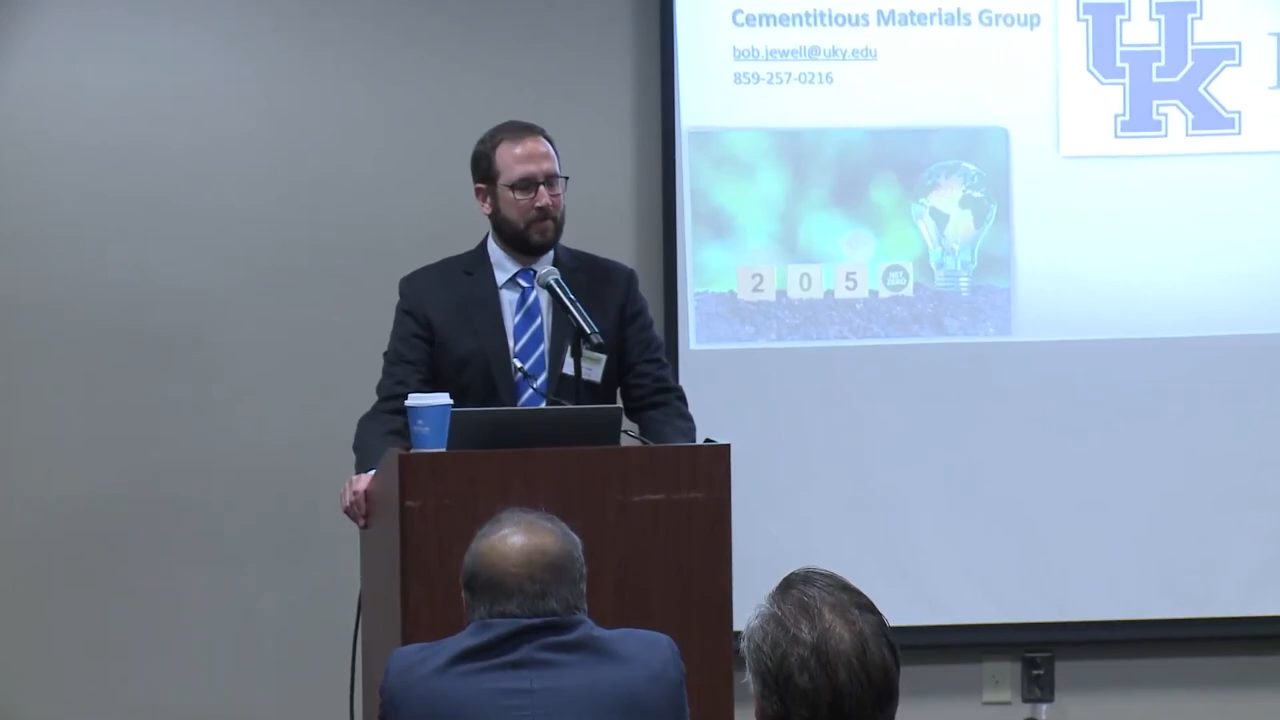 Cementitious Materials Group
bob.jewell@uky.edu
859-257-0216
UK
2 0 5 NET ZERO